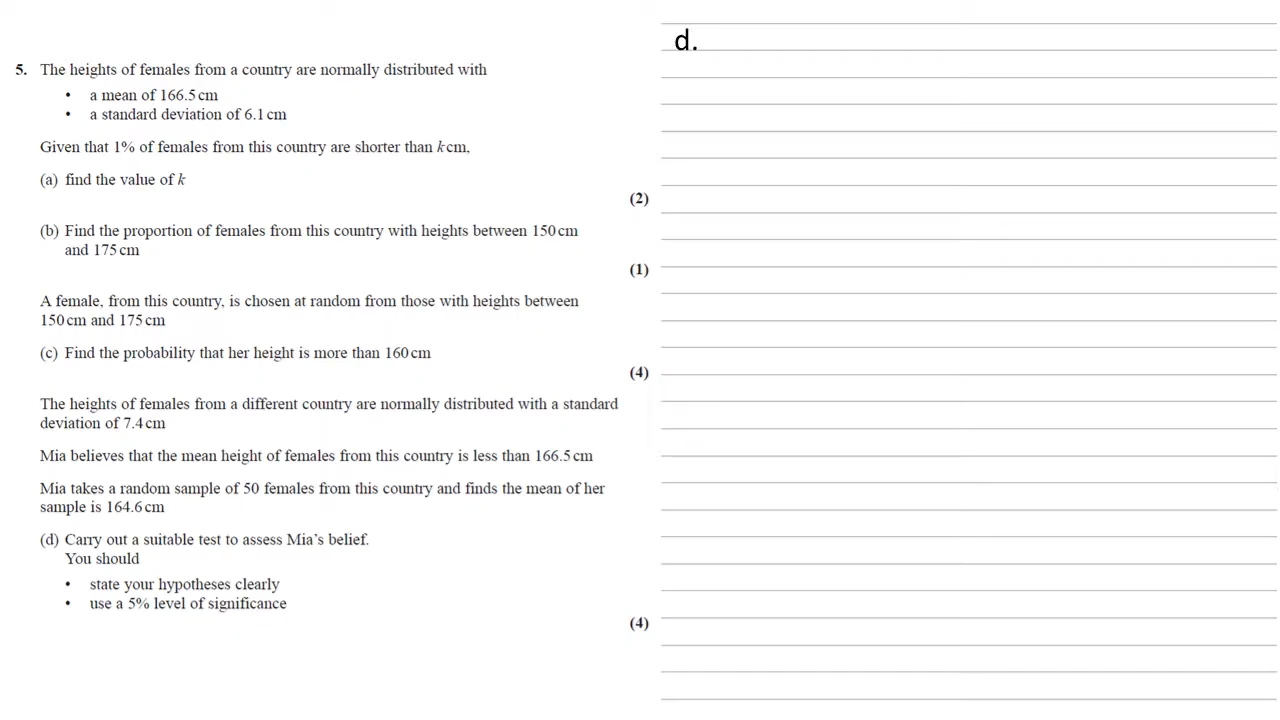 5. The heights of females from a country are normally distributed with
• a mean of 166.5 cm
• a standard deviation of 6.1 cm
Given that 1% of females from this country are shorter than k cm,
(a) find the value of k
(2)
(b) Find the proportion of females from this country with heights between 150 cm
and 175 cm
(1)
A female, from this country, is chosen at random from those with heights between
150 cm and 175 cm
(c) Find the probability that her height is more than 160 cm
(4)
The heights of females from a different country are normally distributed with a standard
deviation of 7.4 cm
Mia believes that the mean height of females from this country is less than 166.5 cm
Mia takes a random sample of 50 females from this country and finds the mean of her
sample is 164.6 cm
(d) Carry out a suitable test to assess Mia's belief.
You should
• state your hypotheses clearly
• use a 5% level of significance
(4)
d.